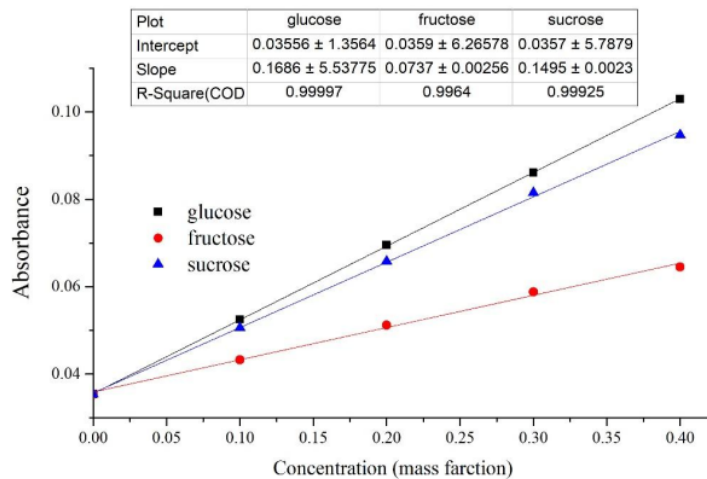 Plot glucose fructose sucrose
Intercept 0.03556 ± 1.3564 0.0359 ± 6.26578 0.0357 ± 5.7879
Slope 0.1686 ± 5.53775 0.0737 ± 0.00256 0.1495 ± 0.0023
R-Square(COD 0.99997 0.9964 0.99925
0.10
0.08
0.06
0.04
Absorbance
glucose
fructose
sucrose
0.00 0.05 0.10 0.15 0.20 0.25 0.30 0.35 0.40
Concentration (mass farction)